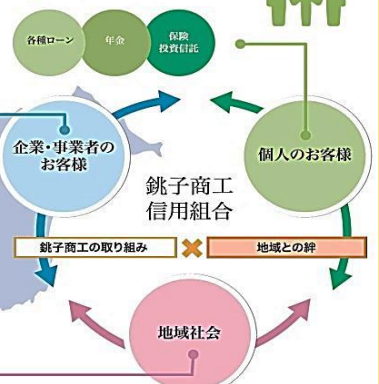 各種ローン
年金
保険
投資信託
企業・事業者の
お客様
個人のお客様
銚子商工
信用組合
銚子商工の取り組み
地域との絆
地域社会